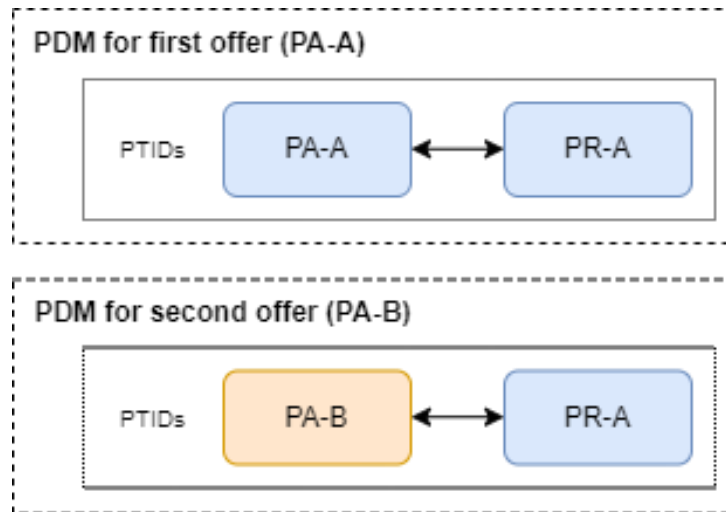 PDM for first offer (PA-A)
PTIDs PA-A PR-A
PDM for second offer (PA-B)
PTIDs PA-B PR-A